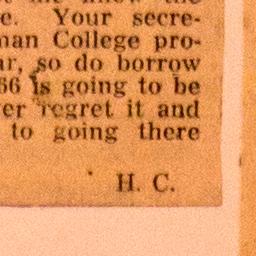 e. Your secre-
man College pro-
ar, so do borrow
66 is going to be
er regret it and
to going there
H. C.